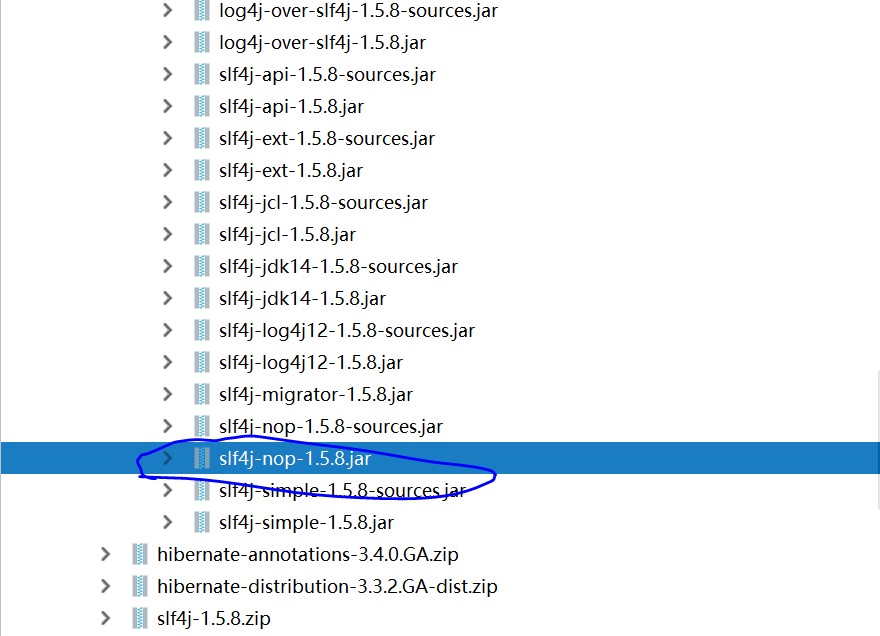 log4j-over-slf4j-1.5.8-sources.jar
log4j-over-slf4j-1.5.8.jar
slf4j-api-1.5.8-sources.jar
slf4j-api-1.5.8.jar
slf4j-ext-1.5.8-sources.jar
slf4j-ext-1.5.8.jar
slf4j-jcl-1.5.8-sources.jar
slf4j-jcl-1.5.8.jar
slf4j-jdk14-1.5.8-sources.jar
slf4j-jdk14-1.5.8.jar
slf4j-log4j12-1.5.8-sources.jar
slf4j-log4j12-1.5.8.jar
slf4j-migrator-1.5.8.jar
slf4j-nop-1.5.8-sources.jar
slf4j-nop-1.5.8.jar
slf4j-simple-1.5.8-sources.jar
slf4j-simple-1.5.8.jar
hibernate-annotations-3.4.0.GA.zip
hibernate-distribution-3.3.2.GA-dist.zip
slf4j-1.5.8.zip